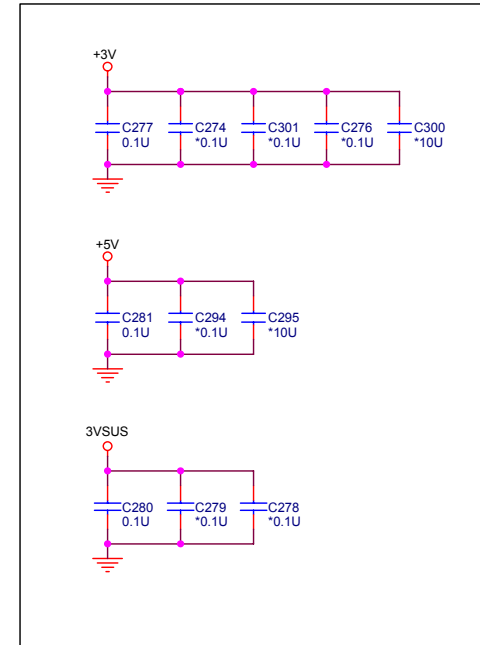 +3V
C277 C274 C301 C276 C300
0.1U *0.1U *0.1U *0.1U *10U
+5V
C281 C294 C295
0.1U *0.1U *10U
3VSUS
C280 C279 C278
0.1U *0.1U *0.1U